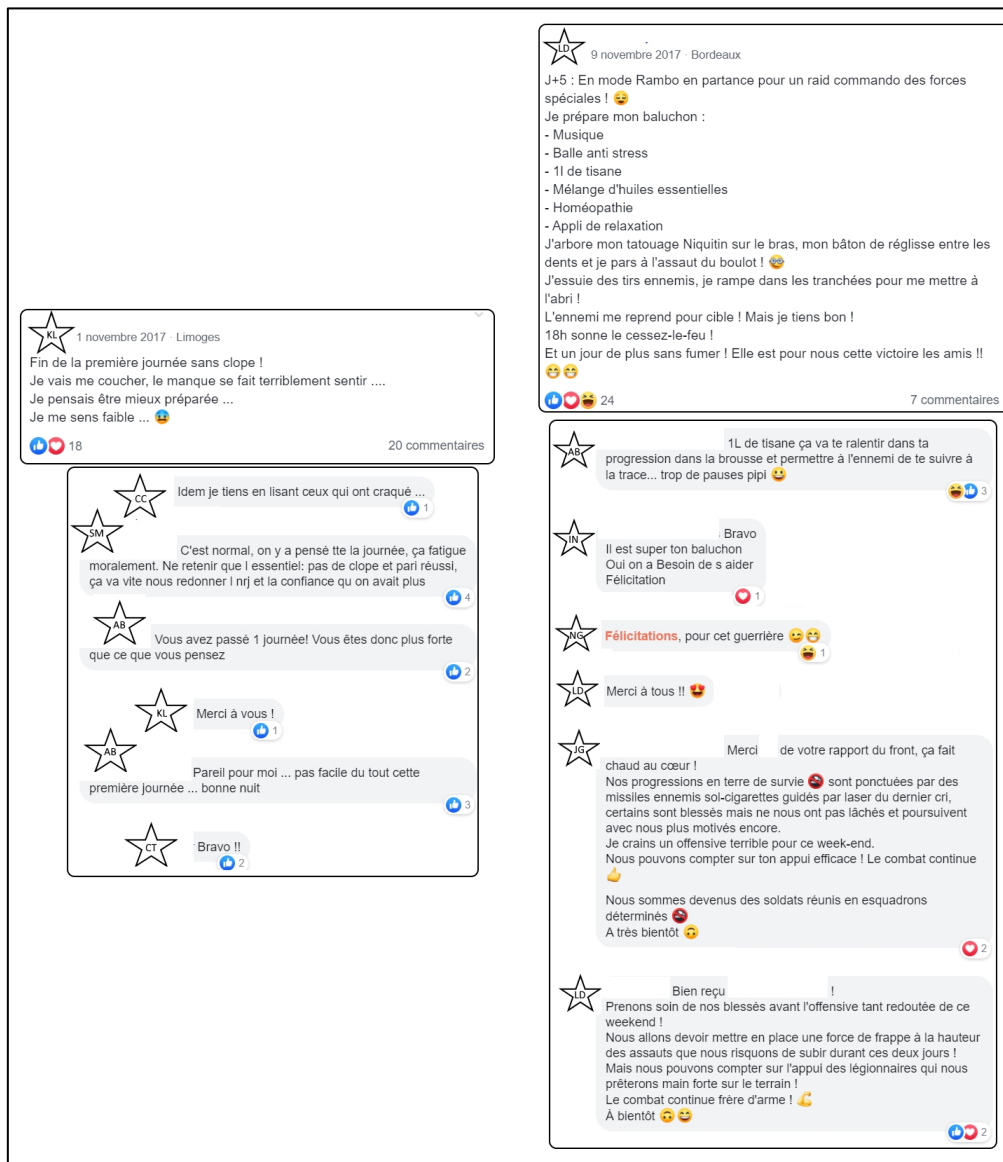 KL
1 novembre 2017 · Limoges
Fin de la première journée sans clope !
Je vais me coucher, le manque se fait terriblement sentir ....
Je pensais être mieux préparée ...
Je me sens faible ... 😰
18
20 commentaires
CC
Idem je tiens en lisant ceux qui ont craqué ...
1
SM
C'est normal, on y a pensé tte la journée, ça fatigue
moralement. Ne retenir que l essentiel: pas de clope et pari réussi,
ça va vite nous redonner l nrj et la confiance qu on avait plus
4
AB
Vous avez passé 1 journée! Vous êtes donc plus forte
que ce que vous pensez
2
KL
Merci à vous !
1
AB
Pareil pour moi ... pas facile du tout cette
première journée ... bonne nuit
3
CT
Bravo !!
2
LD
9 novembre 2017 · Bordeaux
J+5 : En mode Rambo en partance pour un raid commando des forces
spéciales ! 😌
Je prépare mon baluchon :
- Musique
- Balle anti stress
- 1l de tisane
- Mélange d'huiles essentielles
- Homéopathie
- Appli de relaxation
J'arbore mon tatouage Niquitin sur le bras, mon bâton de réglisse entre les
dents et je pars à l'assaut du boulot ! 🤓
J'essuie des tirs ennemis, je rampe dans les tranchées pour me mettre à
l'abri !
L'ennemi me reprend pour cible ! Mais je tiens bon !
18h sonne le cessez-le-feu !
Et un jour de plus sans fumer ! Elle est pour nous cette victoire les amis !!
😁😁
24
7 commentaires
AB
1L de tisane ça va te ralentir dans ta
progression dans la brousse et permettre à l'ennemi de te suivre à
la trace... trop de pauses pipi 😀
3
IN
Bravo
Il est super ton baluchon
Oui on a Besoin de s aider
Félicitation
1
NG
Félicitations, pour cet guerrière 😉😁
1
LD
Merci à tous !! 😍
JG
Merci de votre rapport du front, ça fait
chaud au cœur !
Nos progressions en terre de survie 🚭 sont ponctuées par des
missiles ennemis sol-cigarettes guidés par laser du dernier cri,
certains sont blessés mais ne nous ont pas lâchés et poursuivent
avec nous plus motivés encore.
Je crains un offensive terrible pour ce week-end.
Nous pouvons compter sur ton appui efficace ! Le combat continue
👍
Nous sommes devenus des soldats réunis en esquadrons
déterminés 🚭
A très bientôt 🙃
2
LD
Bien reçu !
Prenons soin de nos blessés avant l'offensive tant redoutée de ce
weekend !
Nous allons devoir mettre en place une force de frappe à la hauteur
des assauts que nous risquons de subir durant ces deux jours !
Mais nous pouvons compter sur l'appui des légionnaires qui nous
prêterons main forte sur le terrain !
Le combat continue frère d'arme ! 💪
À bientôt 🙃😄
2